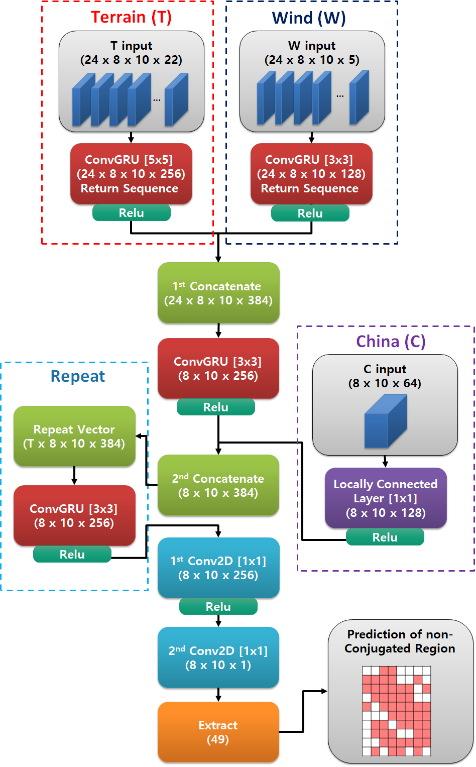 Terrain (T)
T input
(24 x 8 x 10 x 22)
...
ConvGRU [5x5]
(24 x 8 x 10 x 256)
Return Sequence
Relu
Wind (W)
W input
(24 x 8 x 10 x 5)
...
ConvGRU [3x3]
(24 x 8 x 10 x 128)
Return Sequence
Relu
1st Concatenate
(24 x 8 x 10 x 384)
ConvGRU [3x3]
(8 x 10 x 256)
Relu
China (C)
C input
(8 x 10 x 64)
Locally Connected
Layer [1x1]
(8 x 10 x 128)
Relu
2nd Concatenate
(8 x 10 x 384)
Repeat
Repeat Vector
(T x 8 x 10 x 384)
ConvGRU [3x3]
(8 x 10 x 256)
Relu
1st Conv2D [1x1]
(8 x 10 x 256)
Relu
2nd Conv2D [1x1]
(8 x 10 x 1)
Extract
(49)
Prediction of non-
Conjugated Region